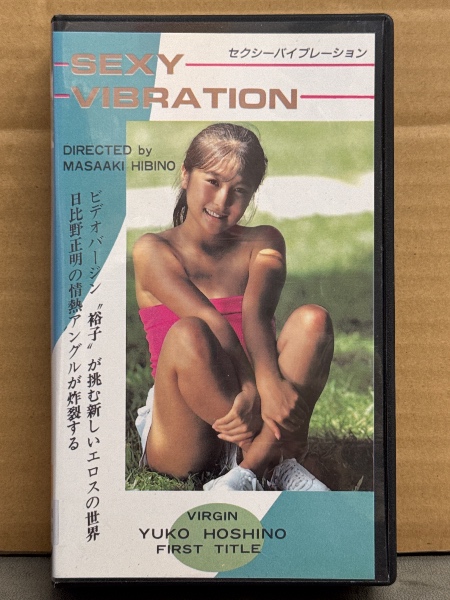 セクシーバイブレーション
SEXY
VIBRATION
DIRECTED by
MASAAKI HIBINO
ビデオバージン〝裕子〟が挑む新しいエロスの世界
日比野正明の情熱アングルが炸裂する
VIRGIN
YUKO HOSHINO
FIRST TITLE